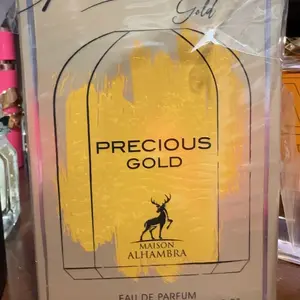 Gold
PRECIOUS
GOLD
MAISON
ALHAMBRA
EAU DE PARFUM